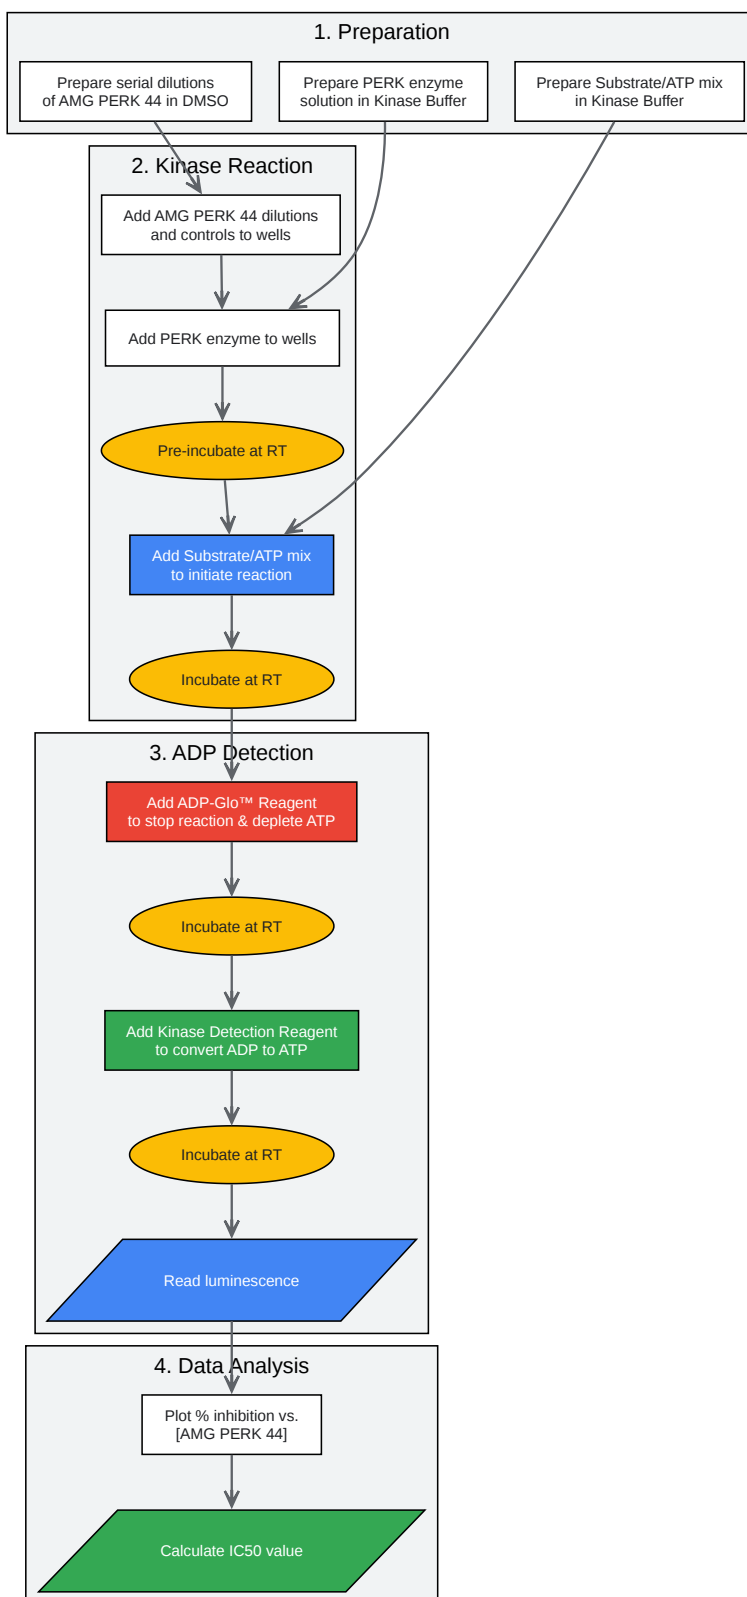 1. Preparation
Prepare serial dilutions
of AMG PERK 44 in DMSO
Prepare PERK enzyme
solution in Kinase Buffer
Prepare Substrate/ATP mix
in Kinase Buffer
2. Kinase Reaction
Add AMG PERK 44 dilutions
and controls to wells
Add PERK enzyme to wells
Pre-incubate at RT
Add Substrate/ATP mix
to initiate reaction
Incubate at RT
3. ADP Detection
Add ADP-Glo™ Reagent
to stop reaction & deplete ATP
Incubate at RT
Add Kinase Detection Reagent
to convert ADP to ATP
Incubate at RT
Read luminescence
4. Data Analysis
Plot % inhibition vs.
[AMG PERK 44]
Calculate IC50 value